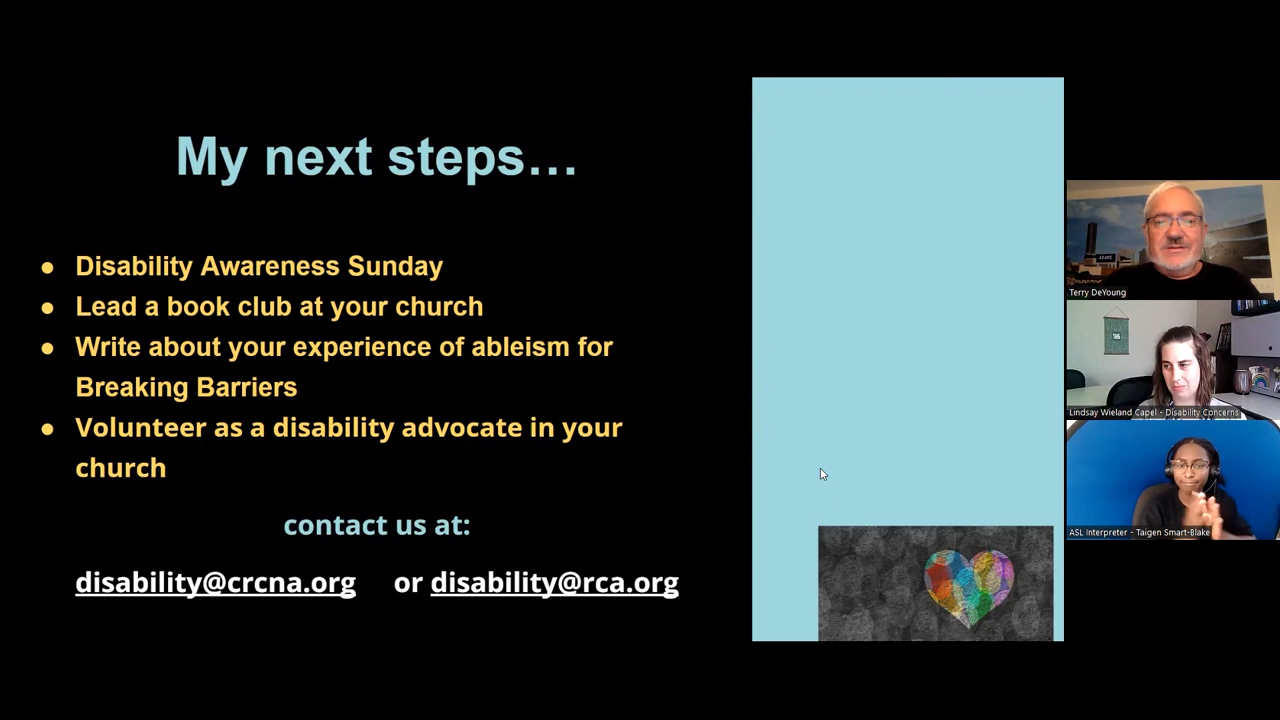 My next steps…
● Disability Awareness Sunday
● Lead a book club at your church
● Write about your experience of ableism for
Breaking Barriers
● Volunteer as a disability advocate in your
church
contact us at:
disability@crcna.org or disability@rca.org
Terry DeYoung
Lindsay Wieland Capel - Disability Concerns
ASL Interpreter - Taigen Smart-Blake